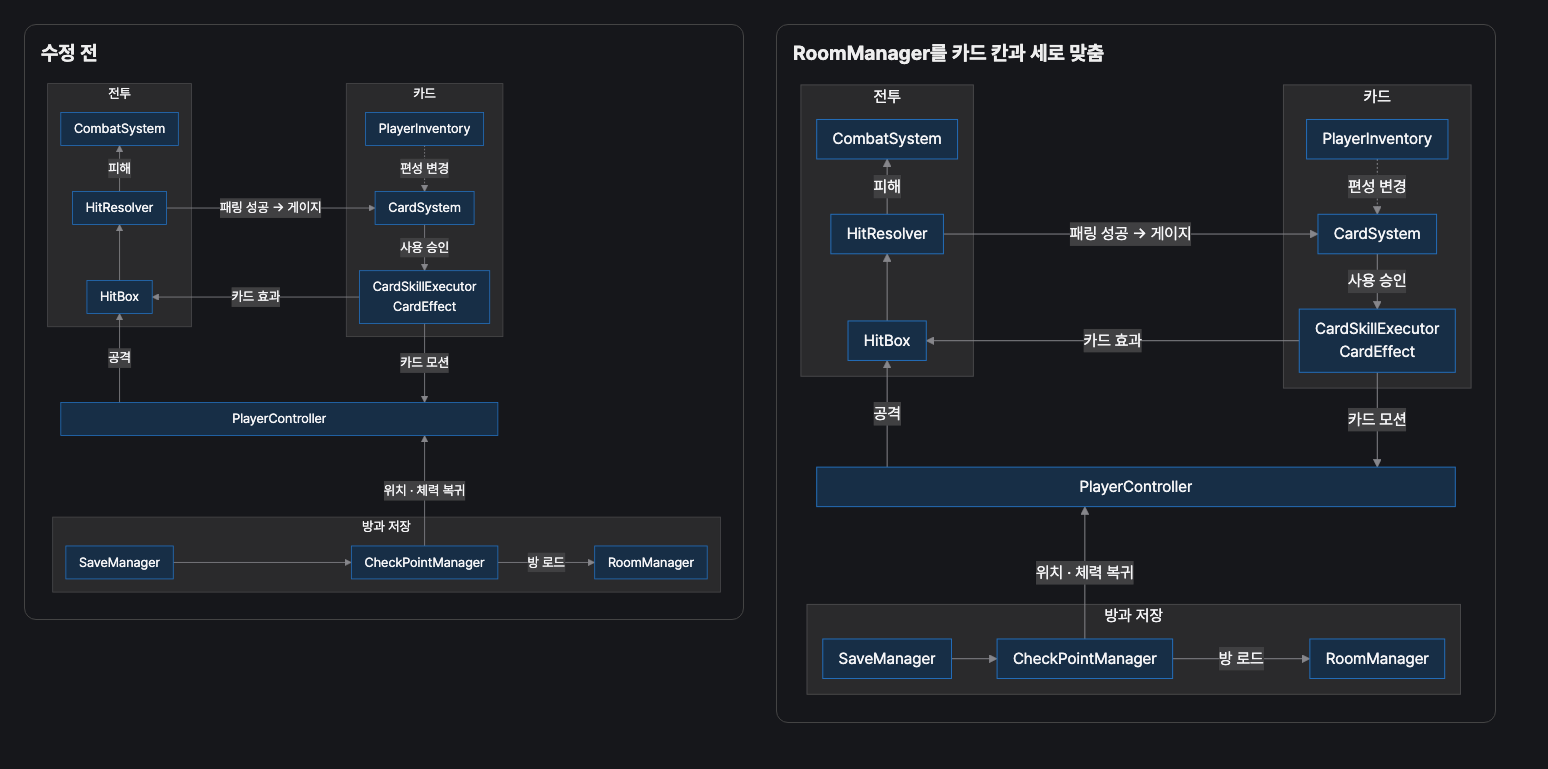 수정 전
전투
카드
CombatSystem
PlayerInventory
피해
편성 변경
HitResolver
패링 성공 → 게이지
CardSystem
사용 승인
HitBox
카드 효과
CardSkillExecutor
CardEffect
공격
카드 모션
PlayerController
위치 · 체력 복귀
방과 저장
SaveManager
CheckPointManager
방 로드
RoomManager
RoomManager를 카드 칸과 세로 맞춤
전투
카드
CombatSystem
PlayerInventory
피해
편성 변경
HitResolver
패링 성공 → 게이지
CardSystem
사용 승인
HitBox
카드 효과
CardSkillExecutor
CardEffect
공격
카드 모션
PlayerController
위치 · 체력 복귀
방과 저장
SaveManager
CheckPointManager
방 로드
RoomManager